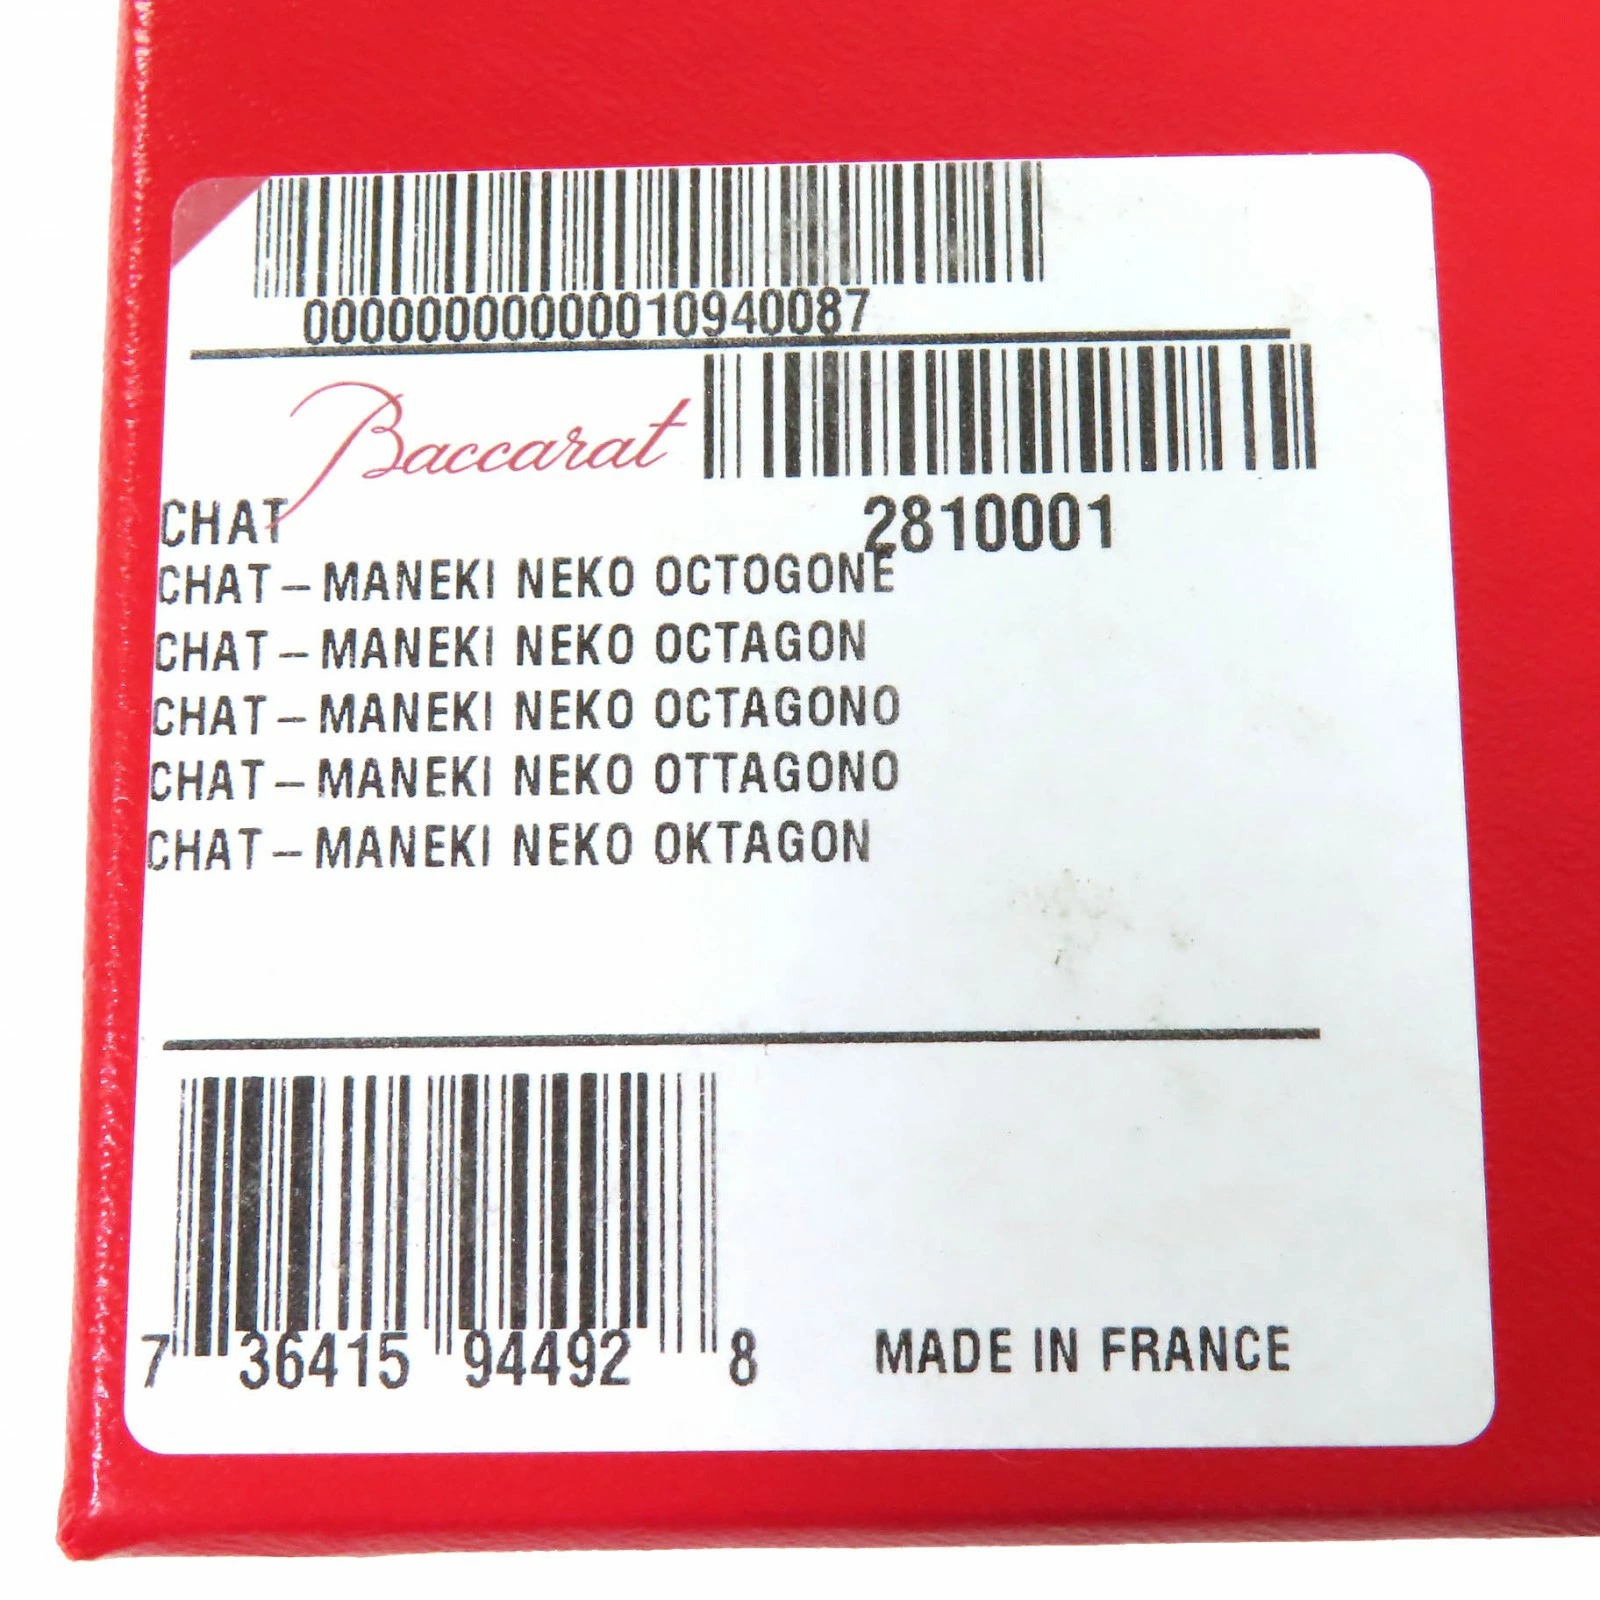 00000000000010940087
Baccarat
CHAT 2810001
CHAT-MANEKI NEKO OCTOGONE
CHAT-MANEKI NEKO OCTAGON
CHAT-MANEKI NEKO OCTAGONO
CHAT-MANEKI NEKO OTTAGONO
CHAT-MANEKI NEKO OKTAGON
7 36415 94492 8 MADE IN FRANCE